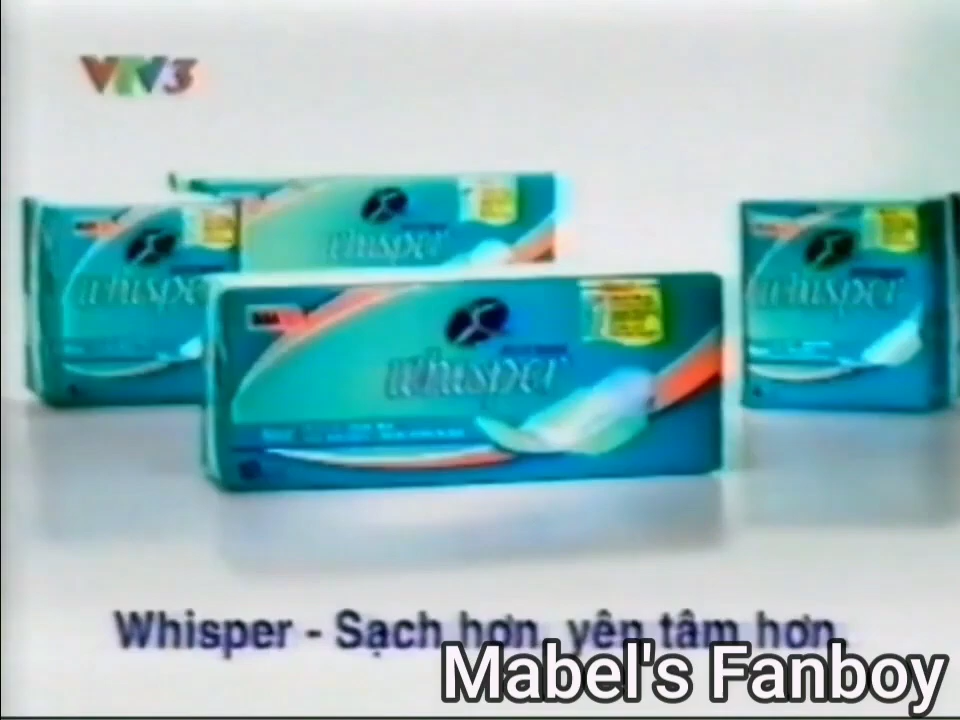 VTV3
whisper
whisper
whisper
whisper
Whisper - Sạch hơn, yên tâm hơn.
Mabel's Fanboy